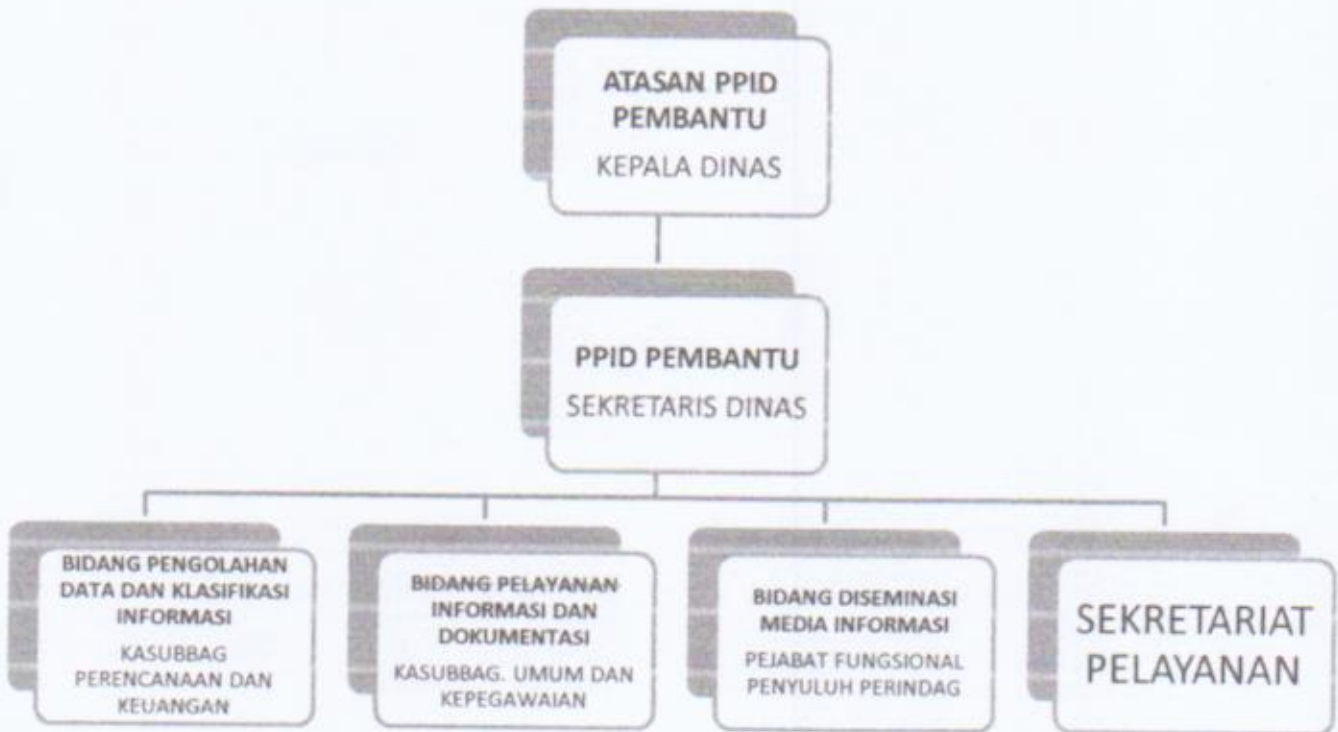 ATASAN PPID
PEMBANTU
KEPALA DINAS
PPID PEMBANTU
SEKRETARIS DINAS
BIDANG PENGOLAHAN
DATA DAN KLASIFIKASI
INFORMASI
KASUBBAG
PERENCANAAN DAN
KEUANGAN
BIDANG PELAYANAN
INFORMASI DAN
DOKUMENTASI
KASUBBAG. UMUM DAN
KEPEGAWAIAN
BIDANG DISEMINASI
MEDIA INFORMASI
PEJABAT FUNGSIONAL
PENYULUH PERINDAG
SEKRETARIAT
PELAYANAN